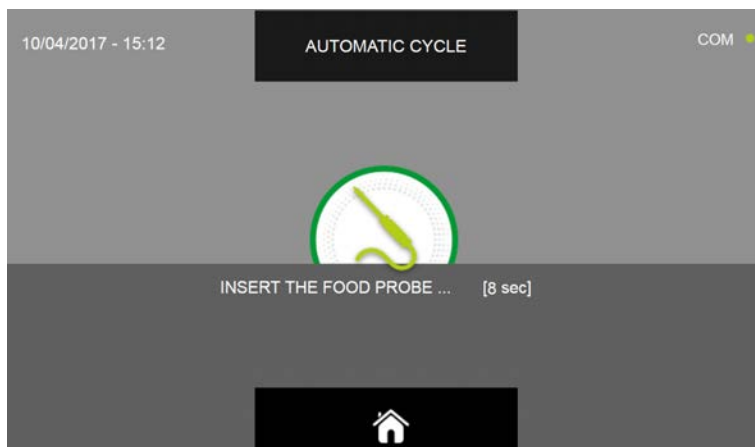 10/04/2017 - 15:12
AUTOMATIC CYCLE
COM
INSERT THE FOOD PROBE ... [8 sec]